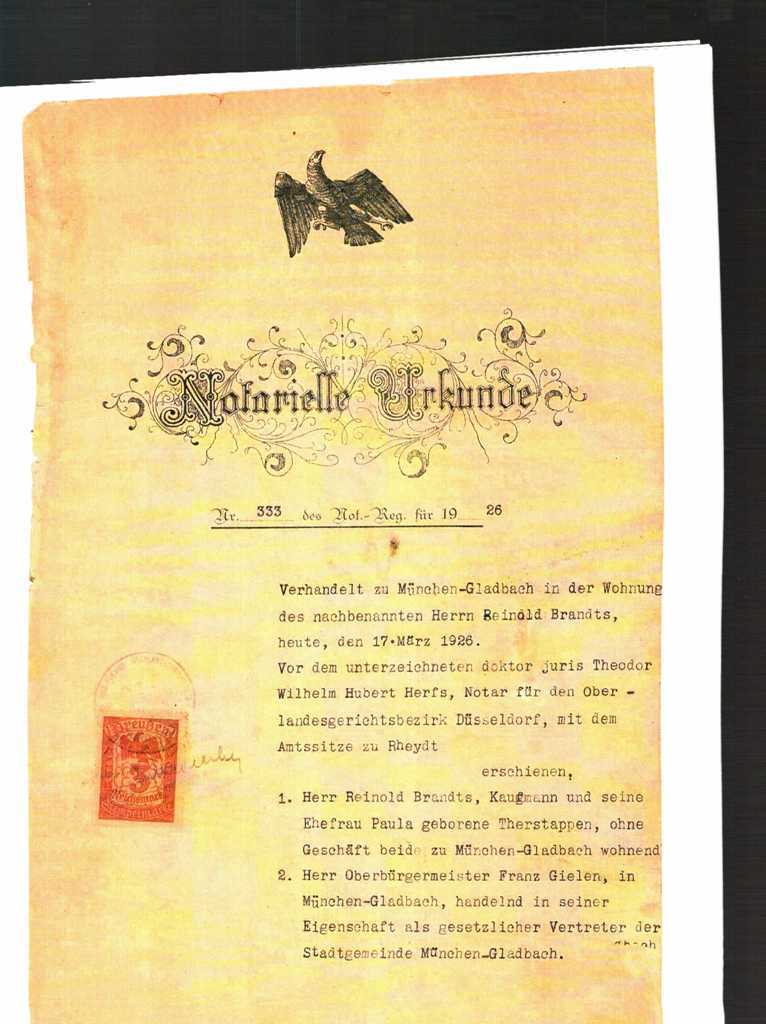 Notarielle Urkunde
Nr. 333 des Not.-Reg. für 19 26
Verhandelt zu München-Gladbach in der Wohnung
des nachbenannten Herrn Reinold Brandts,
heute, den 17.März 1926.
Vor dem unterzeichneten doktor juris Theodor
Wilhelm Hubert Herfs, Notar für den Ober -
landesgerichtsbezirk Düsseldorf, mit dem
Amtssitze zu Rheydt
erschienen,
1. Herr Reinold Brandts, Kaufmann und seine
Ehefrau Paula geborene Therstappen, ohne
Geschäft beide zu München-Gladbach wohnend
2. Herr Oberbürgermeister Franz Gielen, in
München-Gladbach, handelnd in seiner
Eigenschaft als gesetzlicher Vertreter der
Stadtgemeinde München-Gladbach.
3
Reichsmark
Stempelmarke